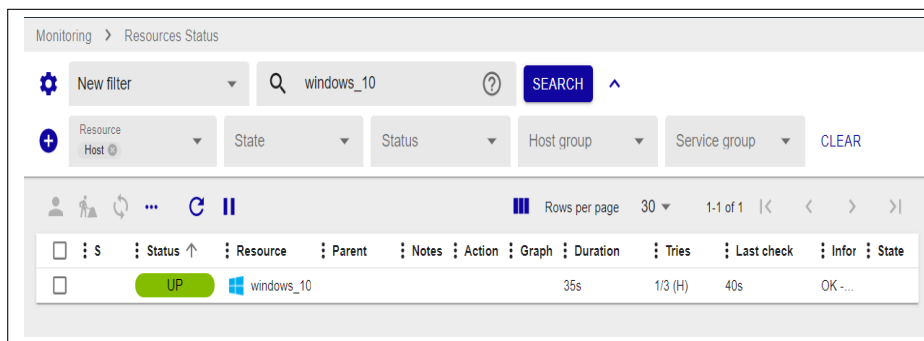 Monitoring > Resources Status
New filter windows_10 SEARCH
Resource
Host State Status Host group Service group CLEAR
Rows per page 30 1-1 of 1
S Status ↑ Resource Parent Notes Action Graph Duration Tries Last check Infor State
UP windows_10 35s 1/3 (H) 40s OK -...